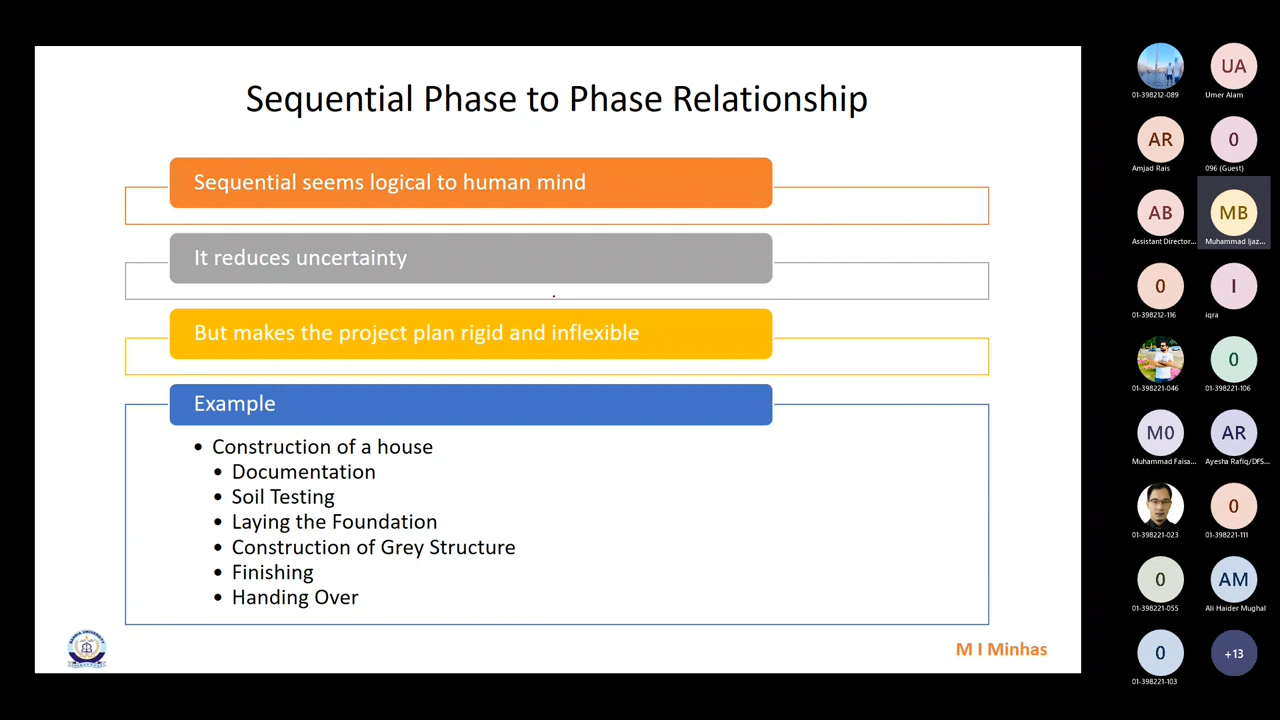 Sequential Phase to Phase Relationship
Sequential seems logical to human mind
It reduces uncertainty
But makes the project plan rigid and inflexible
Example
• Construction of a house
• Documentation
• Soil Testing
• Laying the Foundation
• Construction of Grey Structure
• Finishing
• Handing Over
M I Minhas
01-398212-089
UA
Umer Alam
AR
Amjad Rais
0
096 (Guest)
AB
Assistant Director...
MB
Muhammad Ijaz...
0
01-398212-116
I
iqra
01-398221-046
0
01-398221-106
M0
Muhammad Faisa...
AR
Ayesha Rafiq/DFS...
01-398221-023
0
01-398221-111
0
01-398221-055
AM
Ali Haider Mughal
0
01-398221-103
+13